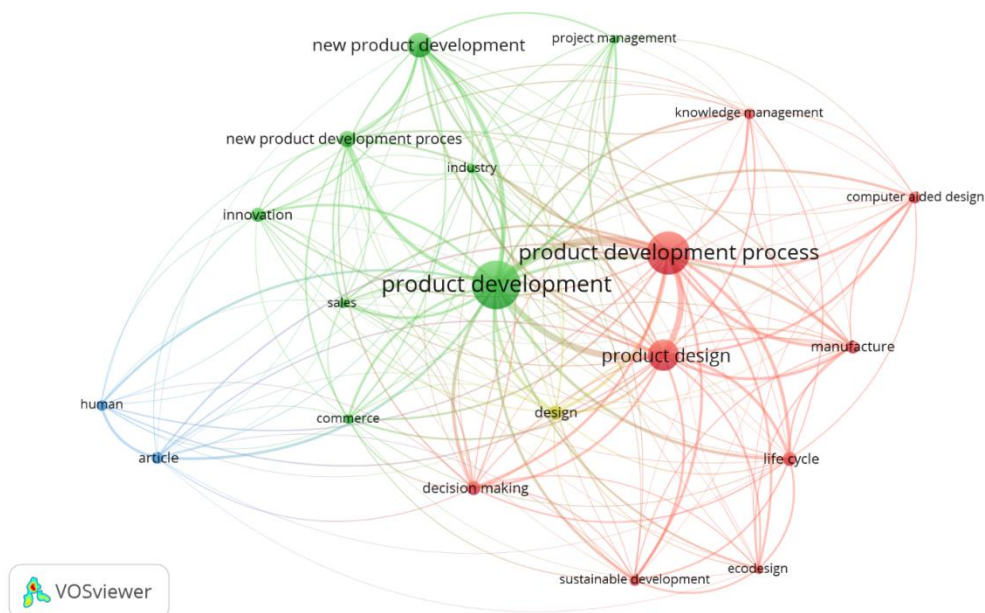 project management
new product development
knowledge management
new product development proces
industry
computer aided design
innovation
product development process
product development
sales
manufacture
product design
human
design
commerce
article
life cycle
decision making
ecodesign
sustainable development
VOSviewer